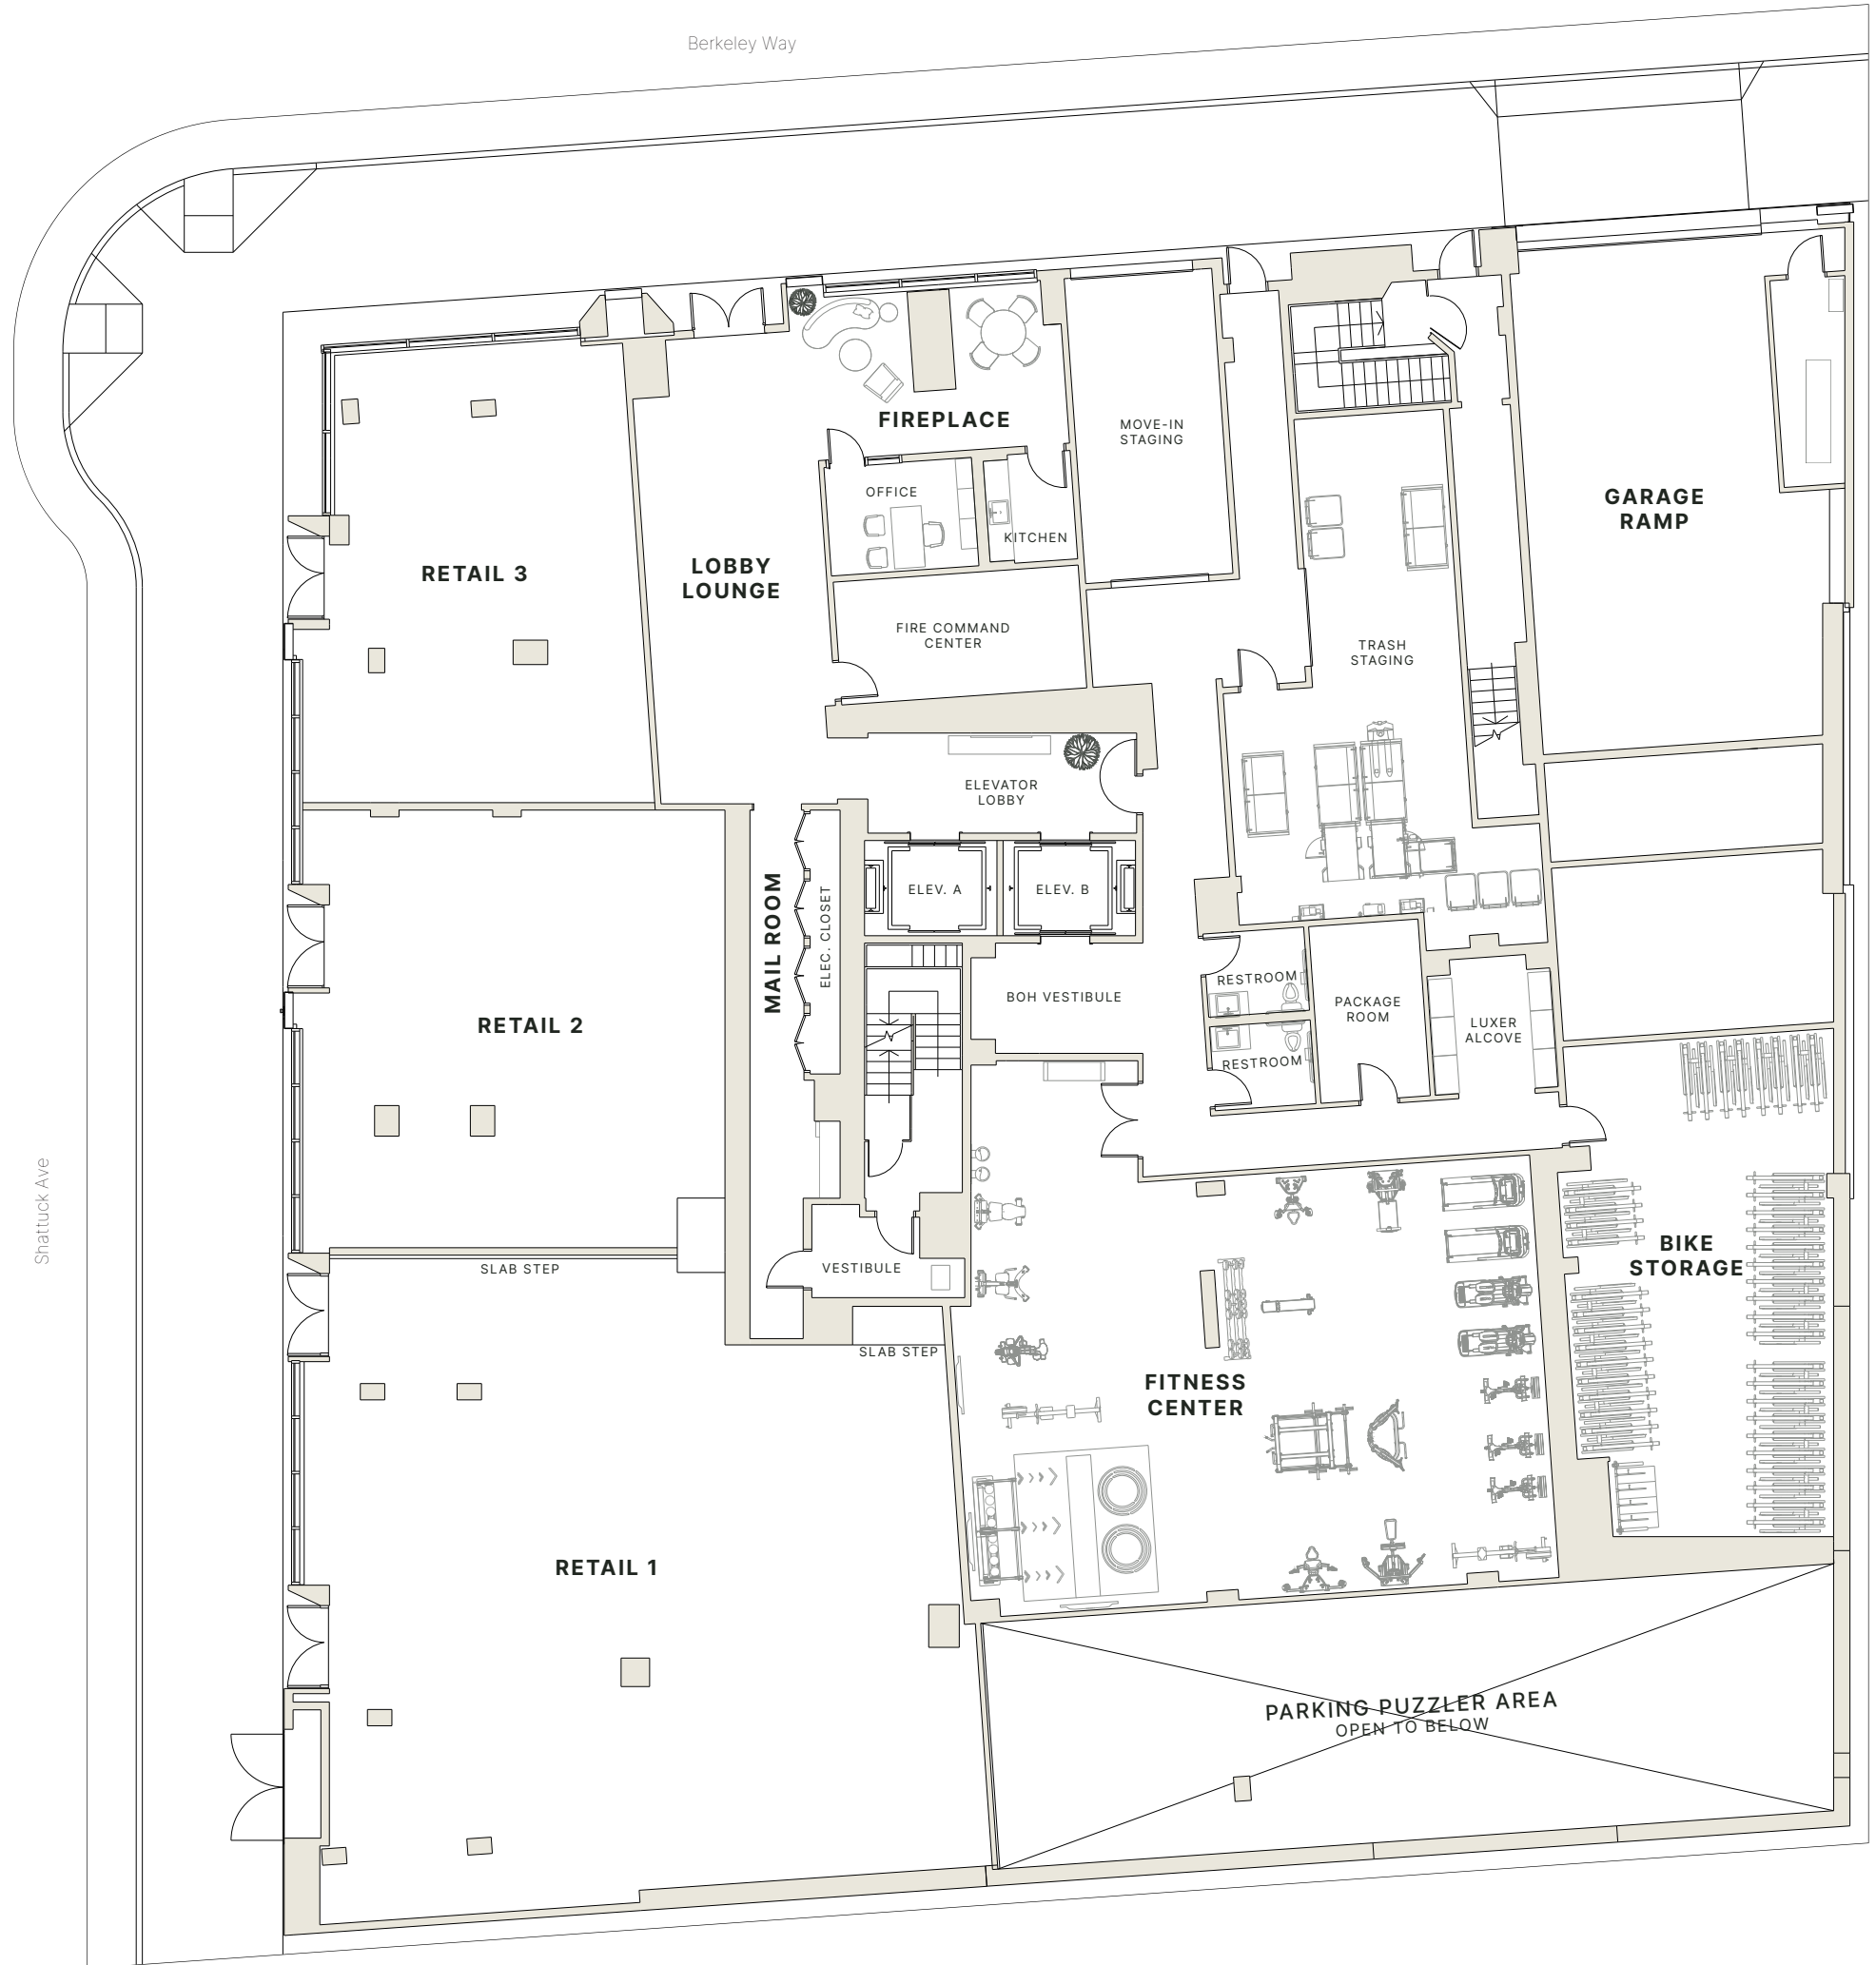 Berkeley Way
FIREPLACE
MOVE-IN
STAGING
OFFICE
KITCHEN
GARAGE
RAMP
RETAIL 3
LOBBY
LOUNGE
FIRE COMMAND
CENTER
TRASH
STAGING
ELEVATOR
LOBBY
MAIL ROOM
ELEC. CLOSET
ELEV. A
ELEV. B
RETAIL 2
BOH VESTIBULE
RESTROOM
RESTROOM
PACKAGE
ROOM
LUXER
ALCOVE
Shattuck Ave
SLAB STEP
VESTIBULE
BIKE
STORAGE
SLAB STEP
FITNESS
CENTER
RETAIL 1
PARKING PUZZLER AREA
OPEN TO BELOW